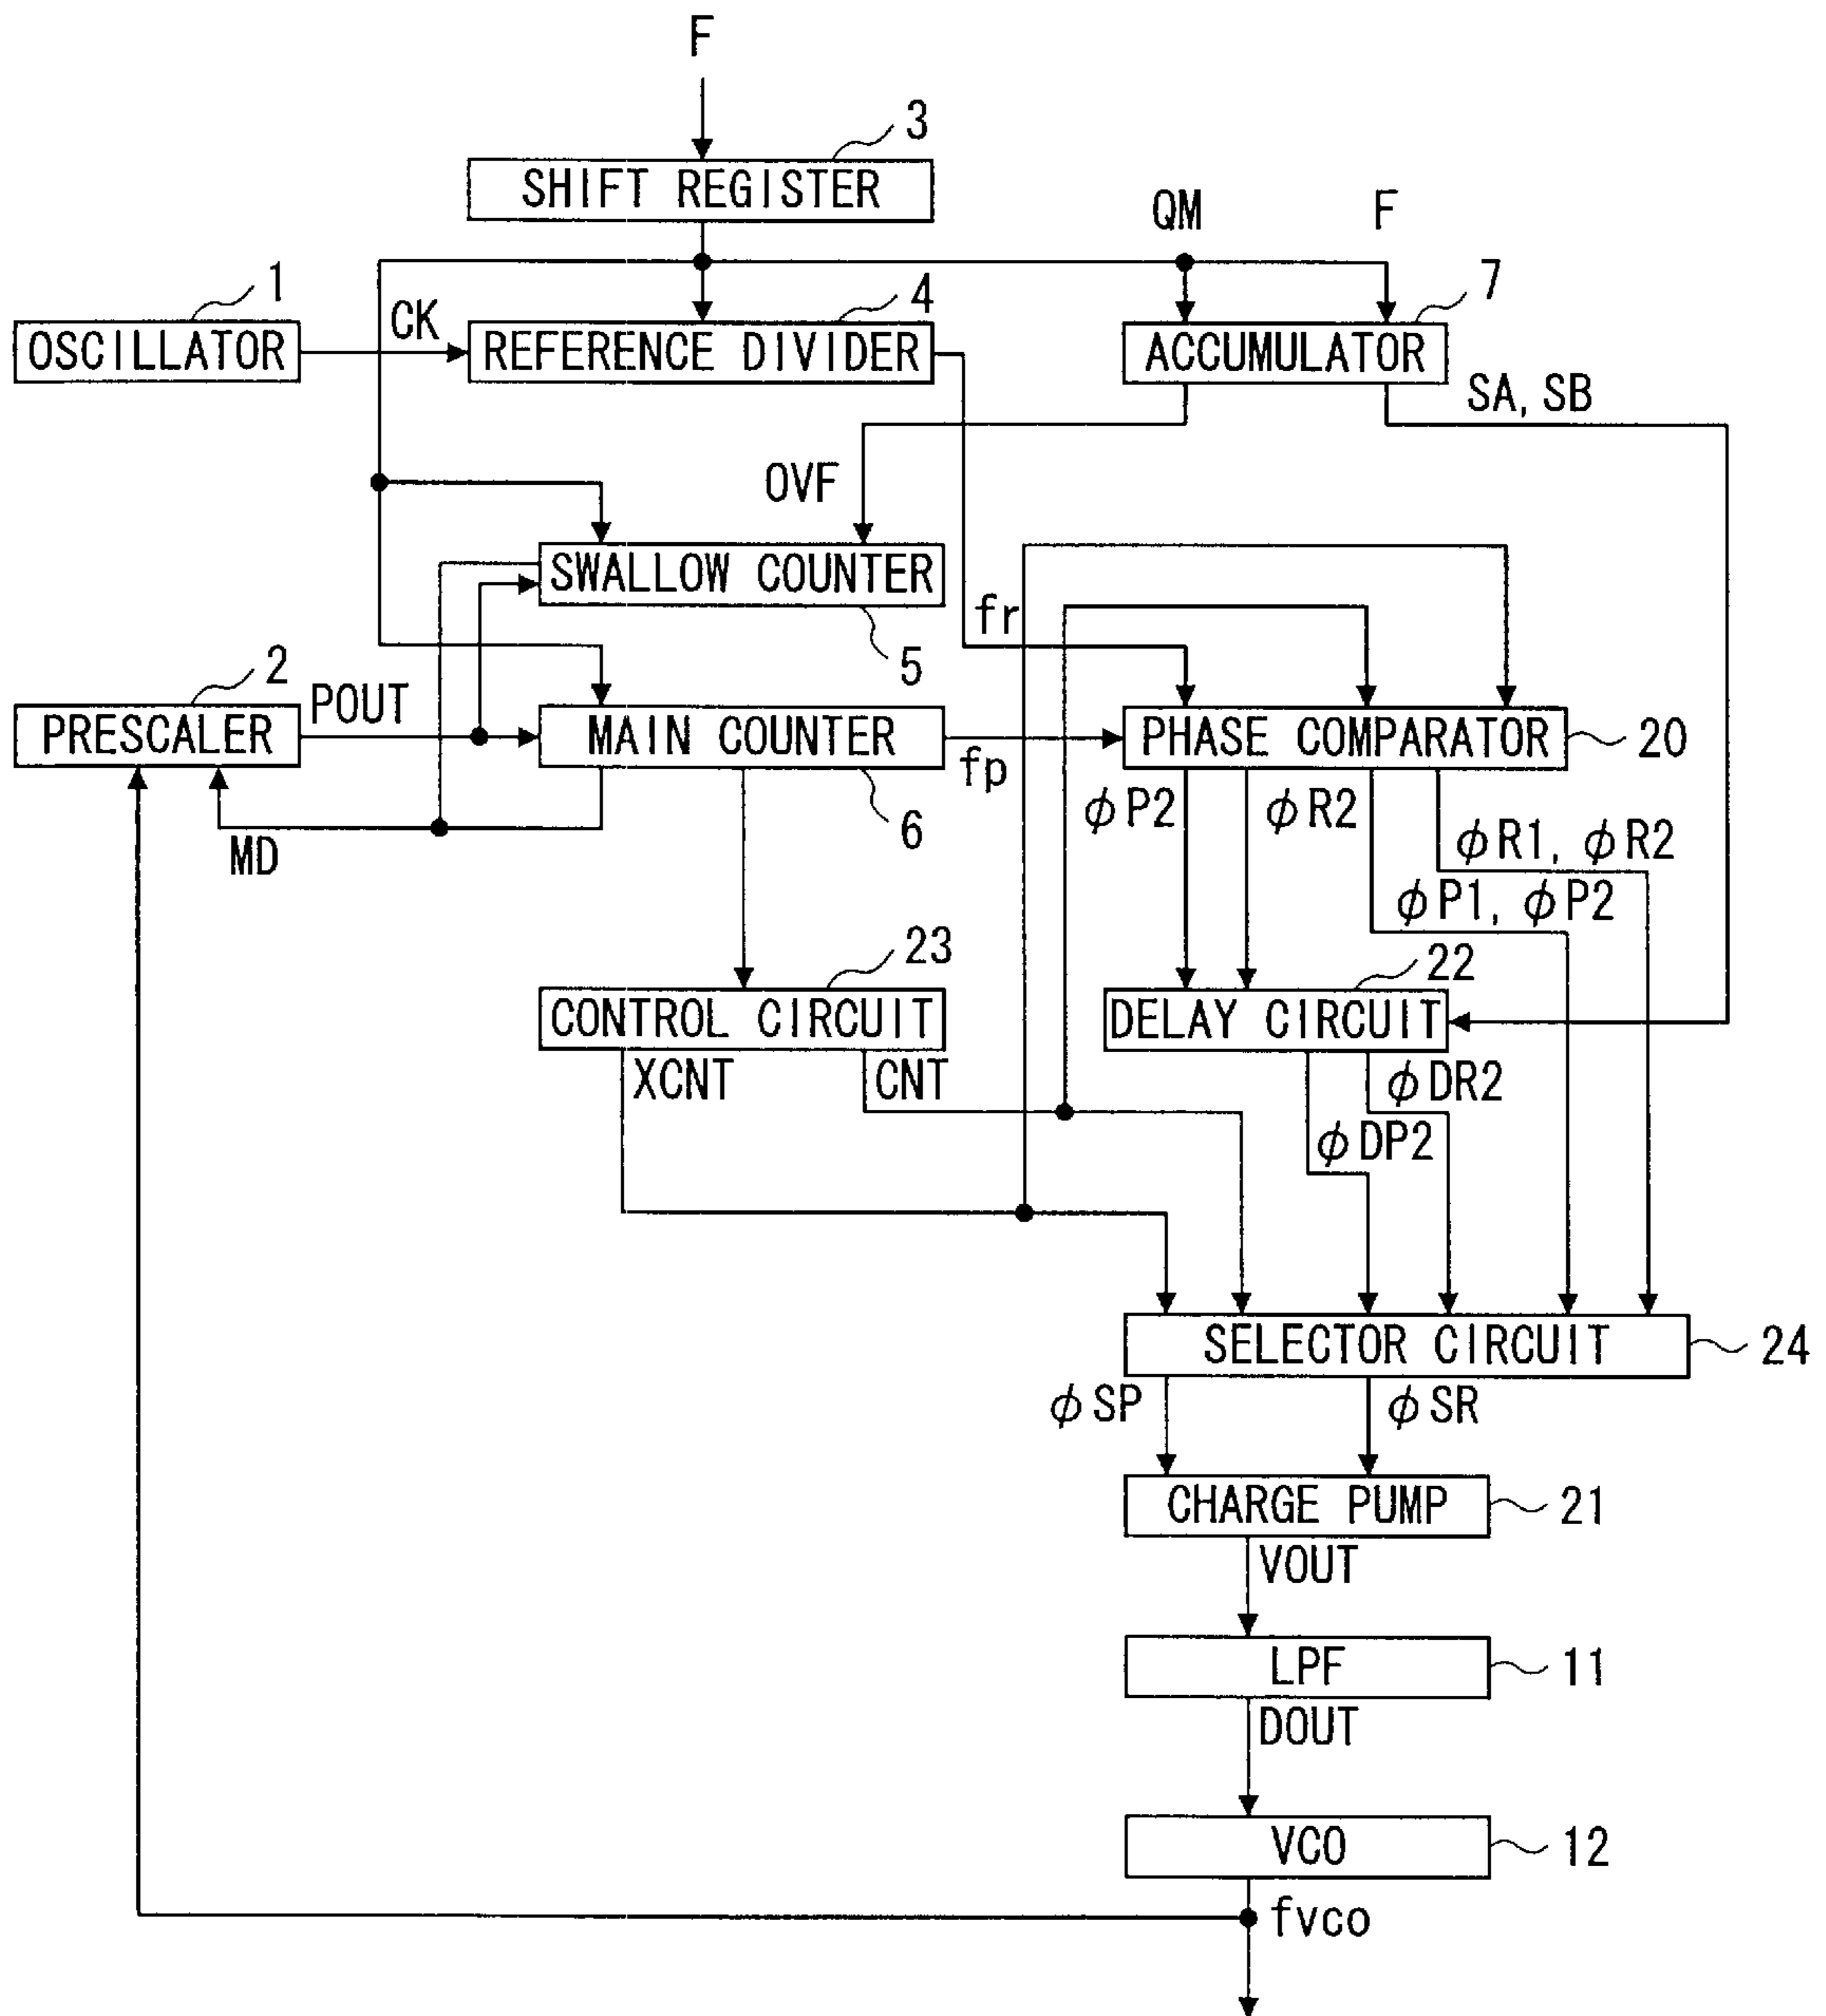 F
3
SHIFT REGISTER
QM
F
1
4
7
OSCILLATOR
CK
REFERENCE DIVIDER
ACCUMULATOR
SA, SB
OVF
SWALLOW COUNTER
fr
5
2
POUT
PRESCALER
MAIN COUNTER
fp
PHASE COMPARATOR
20
MD
6
ϕP2
ϕR2
ϕR1, ϕR2
ϕP1, ϕP2
23
22
CONTROL CIRCUIT
DELAY CIRCUIT
XCNT
CNT
ϕDR2
ϕDP2
SELECTOR CIRCUIT
24
ϕSP
ϕSR
CHARGE PUMP
21
VOUT
LPF
11
DOUT
VCO
12
fvco